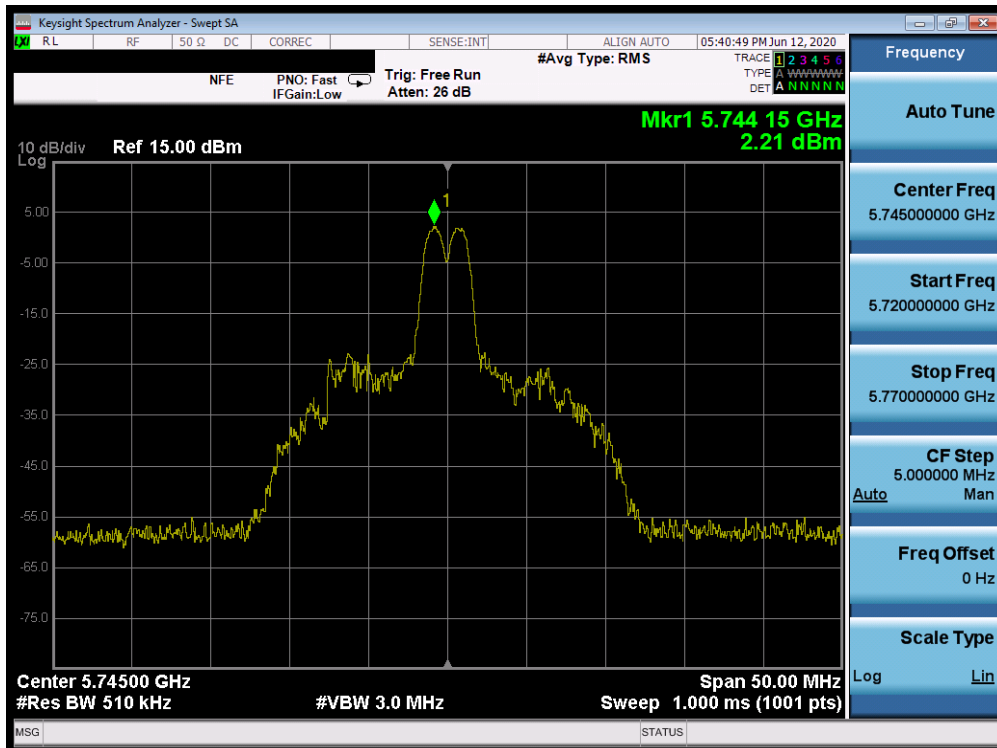 Keysight Spectrum Analyzer - Swept SA
LXI RL RF 50 Ω DC CORREC SENSE:INT ALIGN AUTO 05:40:49 PM Jun 12, 2020
#Avg Type: RMS TRACE 1 2 3 4 5 6
NFE PNO: Fast Trig: Free Run TYPE A WWWWW
IFGain:Low Atten: 26 dB DET A N N N N N
Mkr1 5.744 15 GHz
2.21 dBm
10 dB/div Ref 15.00 dBm
Log
1
5.00
-5.00
-15.0
-25.0
-35.0
-45.0
-55.0
-65.0
-75.0
Center 5.74500 GHz Span 50.00 MHz
#Res BW 510 kHz #VBW 3.0 MHz Sweep 1.000 ms (1001 pts)
MSG STATUS
Frequency
Auto Tune
Center Freq
5.745000000 GHz
Start Freq
5.720000000 GHz
Stop Freq
5.770000000 GHz
CF Step
5.000000 MHz
Auto Man
Freq Offset
0 Hz
Scale Type
Log Lin